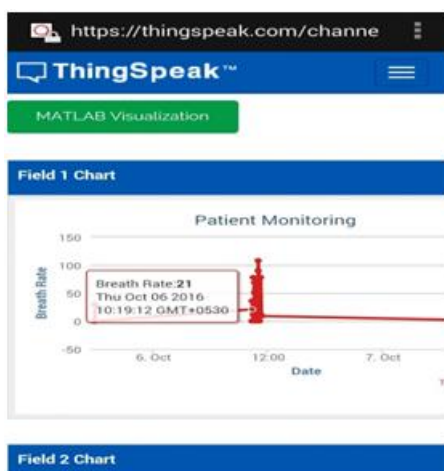 https://thingspeak.com/channe
ThingSpeak™
MATLAB Visualization
Field 1 Chart
Patient Monitoring
Breath Rate
150
100
50
0
-50
Breath Rate:21
Thu Oct 06 2016
10:19:12 GMT+0530
6. Oct
12:00
7. Oct
Date
T
Field 2 Chart